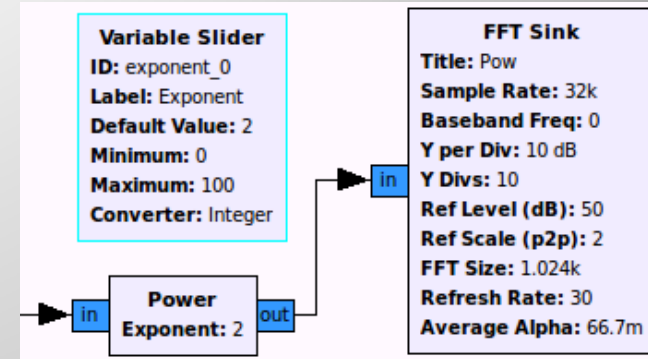 Variable Slider
ID: exponent_0
Label: Exponent
Default Value: 2
Minimum: 0
Maximum: 100
Converter: Integer
in
Power
Exponent: 2
out
in
FFT Sink
Title: Pow
Sample Rate: 32k
Baseband Freq: 0
Y per Div: 10 dB
Y Divs: 10
Ref Level (dB): 50
Ref Scale (p2p): 2
FFT Size: 1.024k
Refresh Rate: 30
Average Alpha: 66.7m